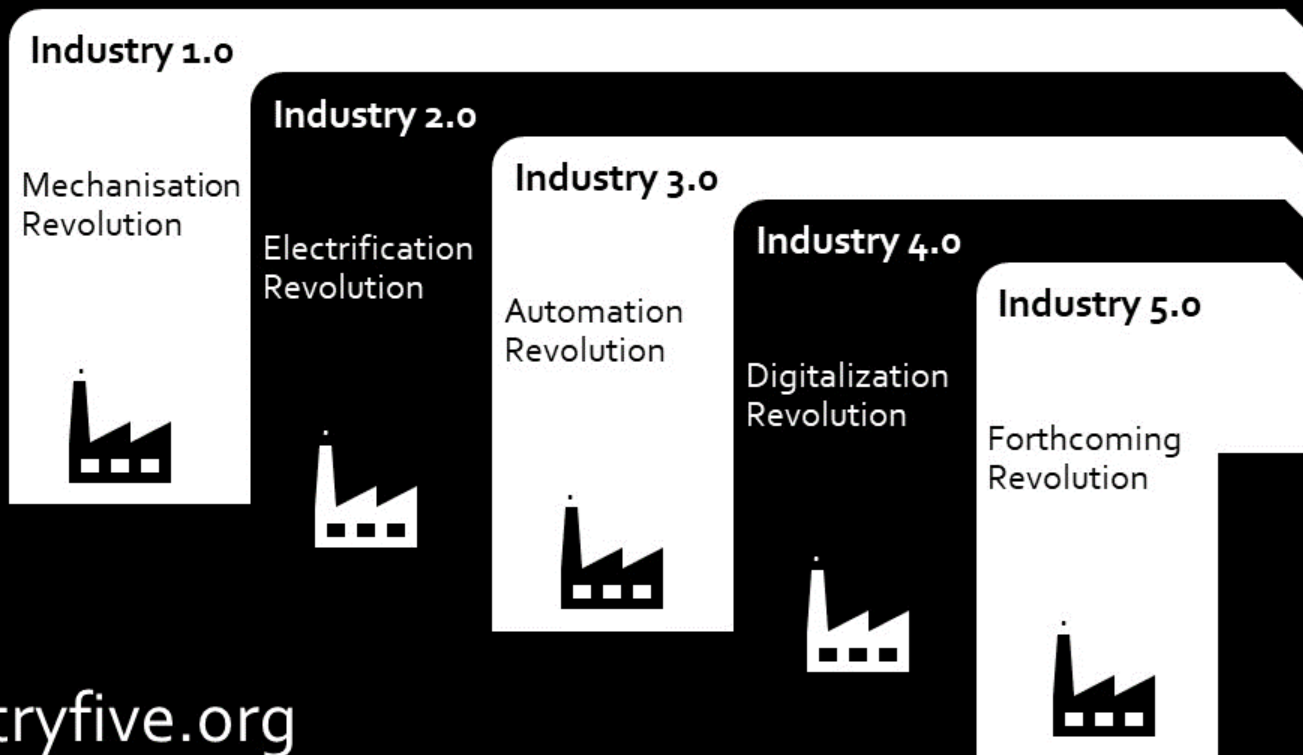 Industry 1.0
Mechanisation
Revolution
Industry 2.0
Electrification
Revolution
Industry 3.0
Automation
Revolution
Industry 4.0
Digitalization
Revolution
Industry 5.0
Forthcoming
Revolution
tryfive.org